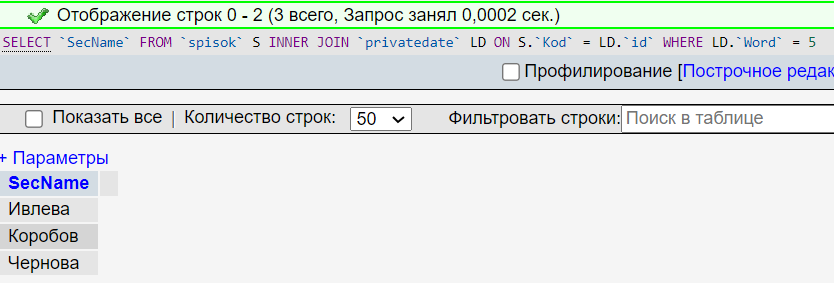 Отображение строк 0 - 2 (3 всего, Запрос занял 0,0002 сек.)
SELECT `SecName` FROM `spisok` S INNER JOIN `privatedate` LD ON S.`Kod` = LD.`id` WHERE LD.`Word` = 5
Профилирование [Построчное редак
Показать все | Количество строк: 50 Фильтровать строки: Поиск в таблице
+ Параметры
SecName
Ивлева
Коробов
Чернова